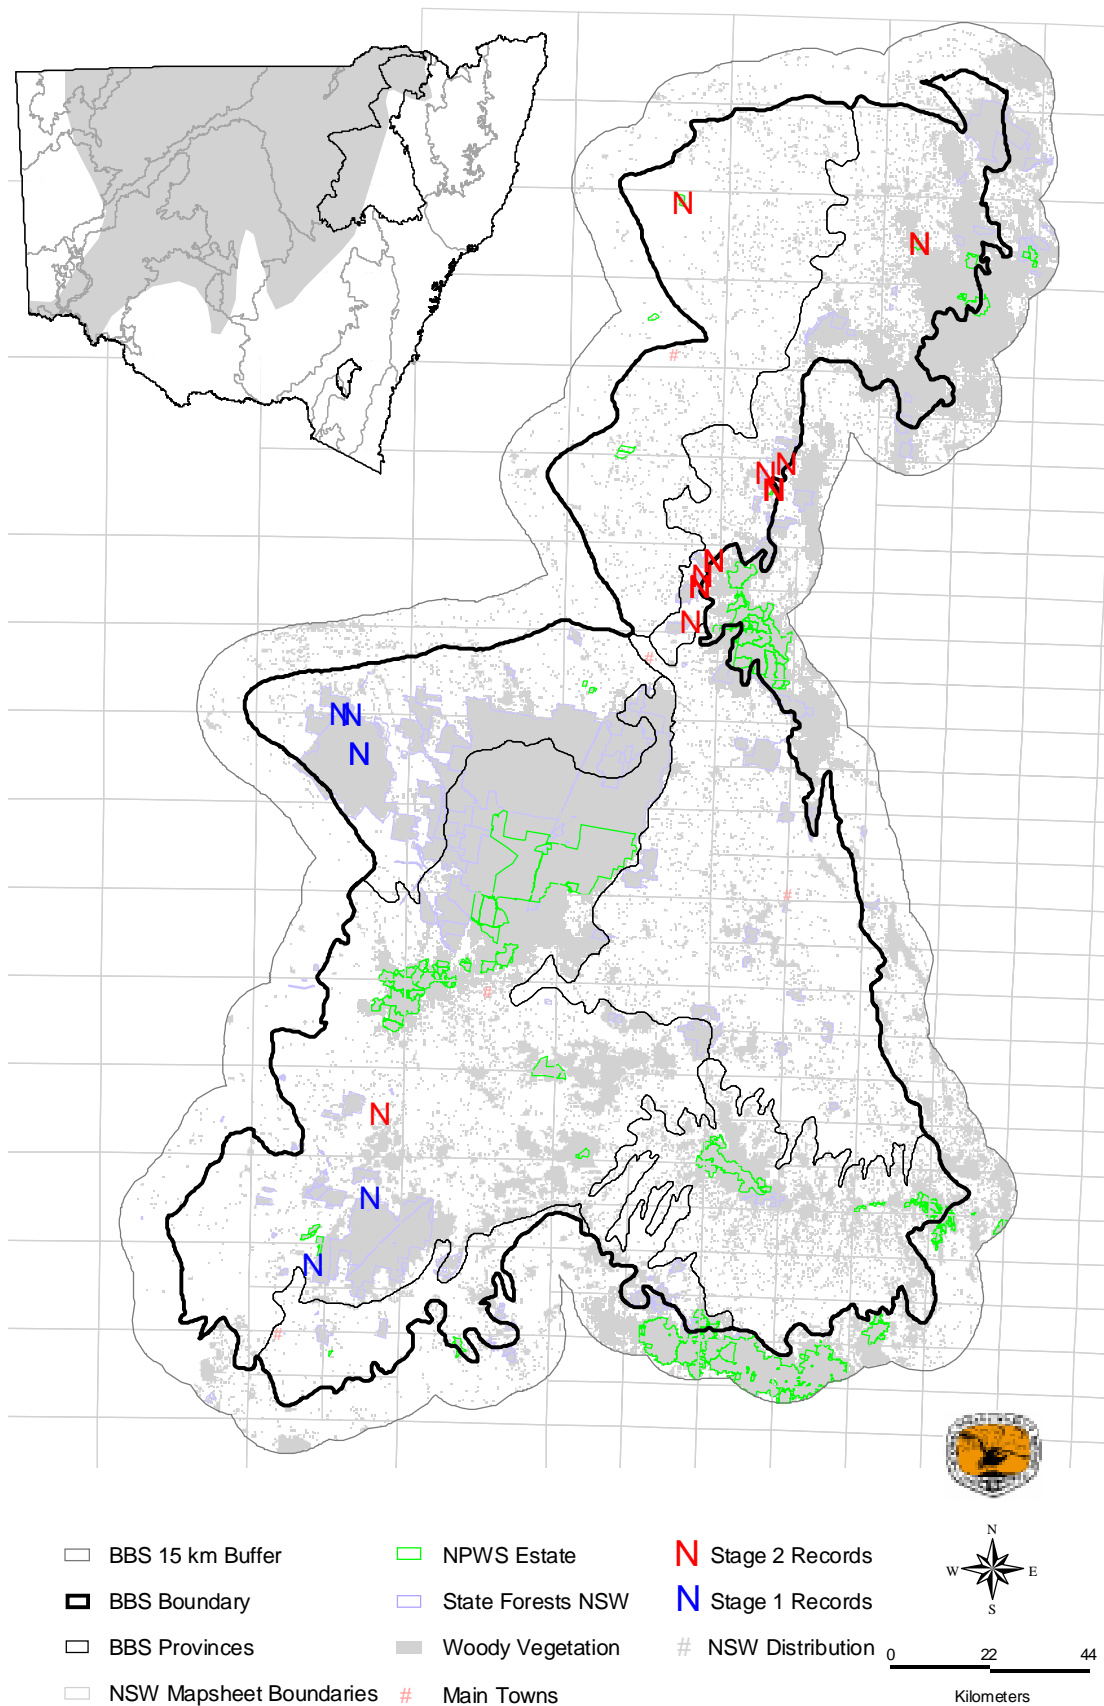 N
N
#
N
N
N
N
N
N
N
#
N N
N
#
#
N
N
N
#
BBS 15 km Buffer
BBS Boundary
BBS Provinces
NSW Mapsheet Boundaries
NPWS Estate
State Forests NSW
Woody Vegetation
# Main Towns
N Stage 2 Records
N Stage 1 Records
# NSW Distribution
N
W E
S
0 22 44
Kilometers